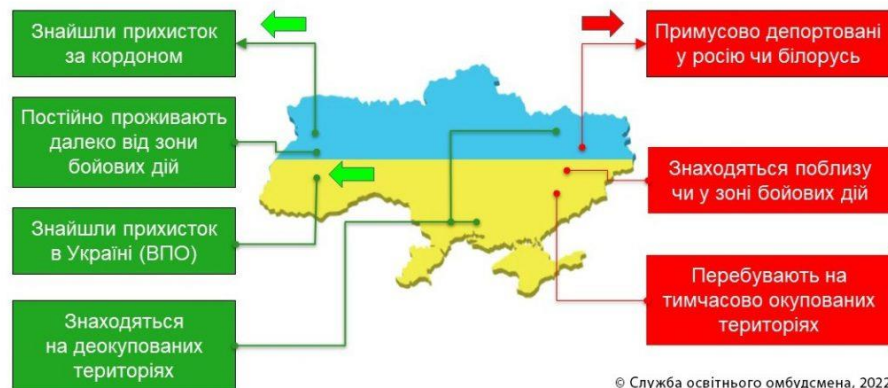 Знайшли прихисток
за кордоном
Постійно проживають
далеко від зони
бойових дій
Знайшли прихисток
в Україні (ВПО)
Знаходяться
на деокупованих
територіях
Примусово депортовані
у росію чи білорусь
Знаходяться поблизу
чи у зоні бойових дій
Перебувають на
тимчасово окупованих
територіях
© Служба освітнього омбудсмена, 2022